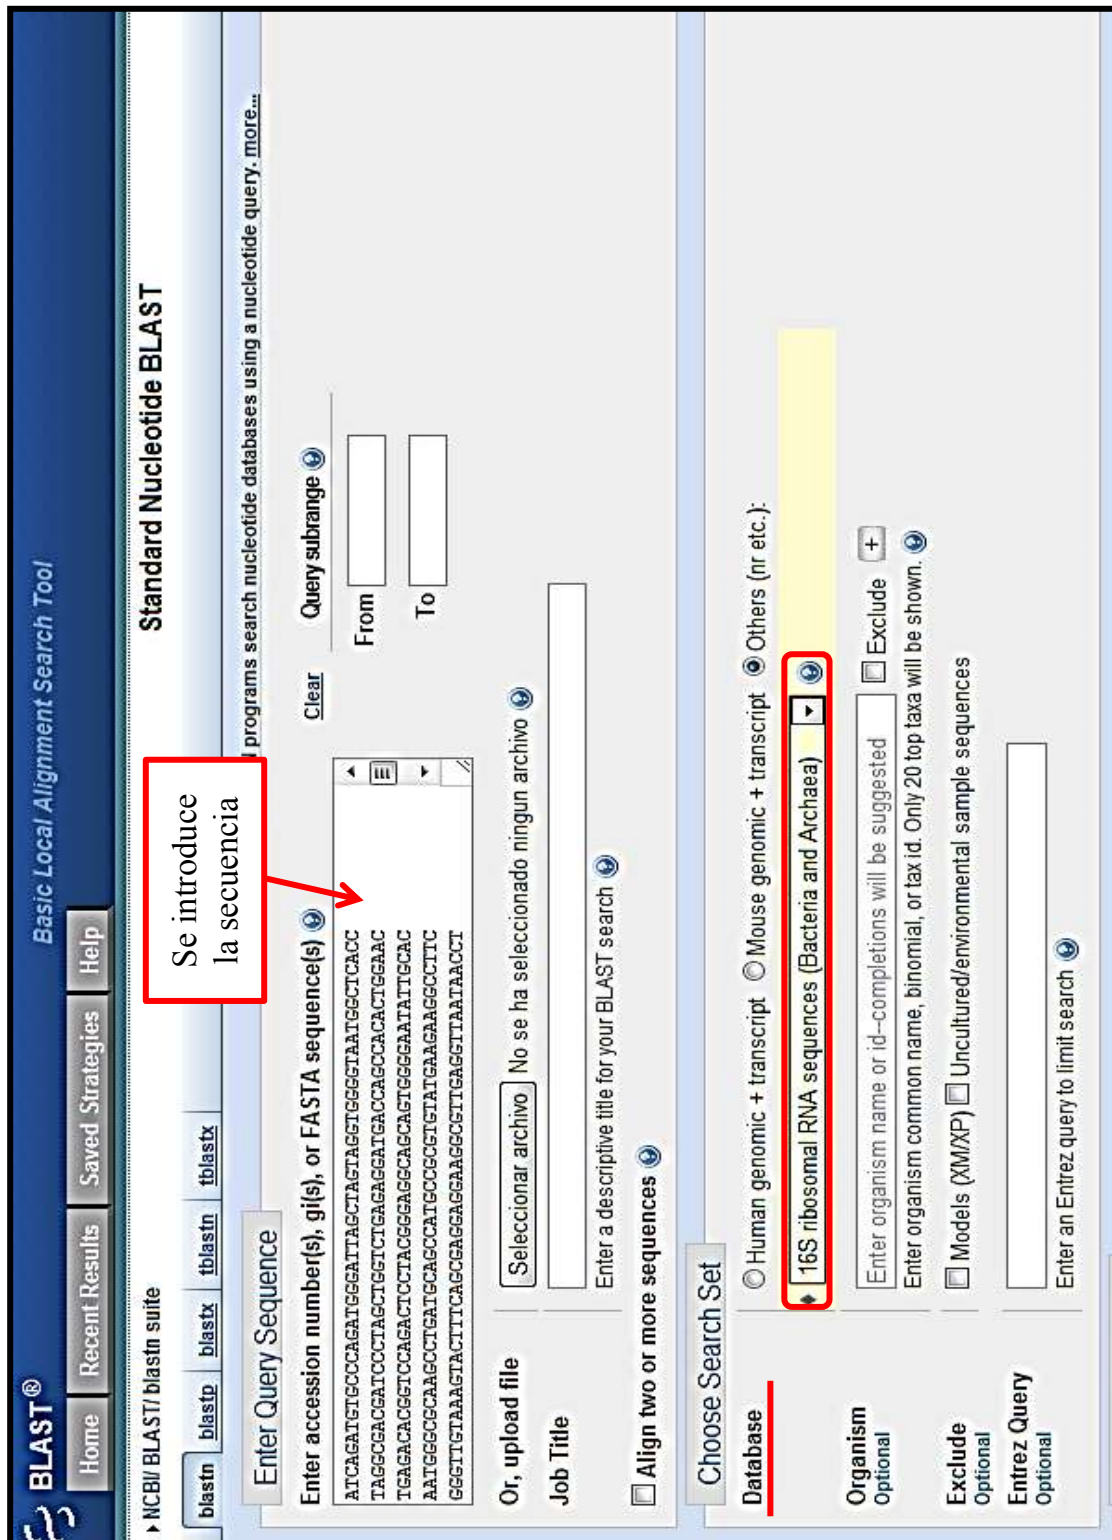 BLAST®
Basic Local Alignment Search Tool
Home
Recent Results
Saved Strategies
Help
NCBI/ BLAST/ blastn suite
Standard Nucleotide BLAST
blastn
blastp
blastx
tblastn
tblastx
Se introduce
la secuencia
Enter Query Sequence
programs search nucleotide databases using a nucleotide query. more...
Enter accession number(s), gi(s), or FASTA sequence(s)
Clear
Query subrange
ATCAGATGTGCCCAGATGGGATTAGCTAGTAGGTGGGGTAATGGCTCACC
TAGGCGACGATCCCTAGCTGGTCTGAGAGGATGACCAGCCACACTGGAAC
TGAGACACGGTCCAGACTCCTACGGGAGGCAGCAGTGGGGAATATTGCAC
AATGGGCGCAAGCCTGATGCAGCCATGCCGCGTGTATGAAGAAGGCCTTC
GGGTTGTAAAGTACTTTCAGCGAGGAGGAAGGCGTTGAGGTTAATAACCT
From
To
Or, upload file
Seleccionar archivo
No se ha seleccionado ningun archivo
Job Title
Enter a descriptive title for your BLAST search
Align two or more sequences
Choose Search Set
Database
Human genomic + transcript
Mouse genomic + transcript
Others (nr etc.):
16S ribosomal RNA sequences (Bacteria and Archaea)
Organism
Optional
Enter organism name or id--completions will be suggested
Exclude
+
Enter organism common name, binomial, or tax id. Only 20 top taxa will be shown.
Exclude
Optional
Models (XM/XP)
Uncultured/environmental sample sequences
Entrez Query
Optional
Enter an Entrez query to limit search